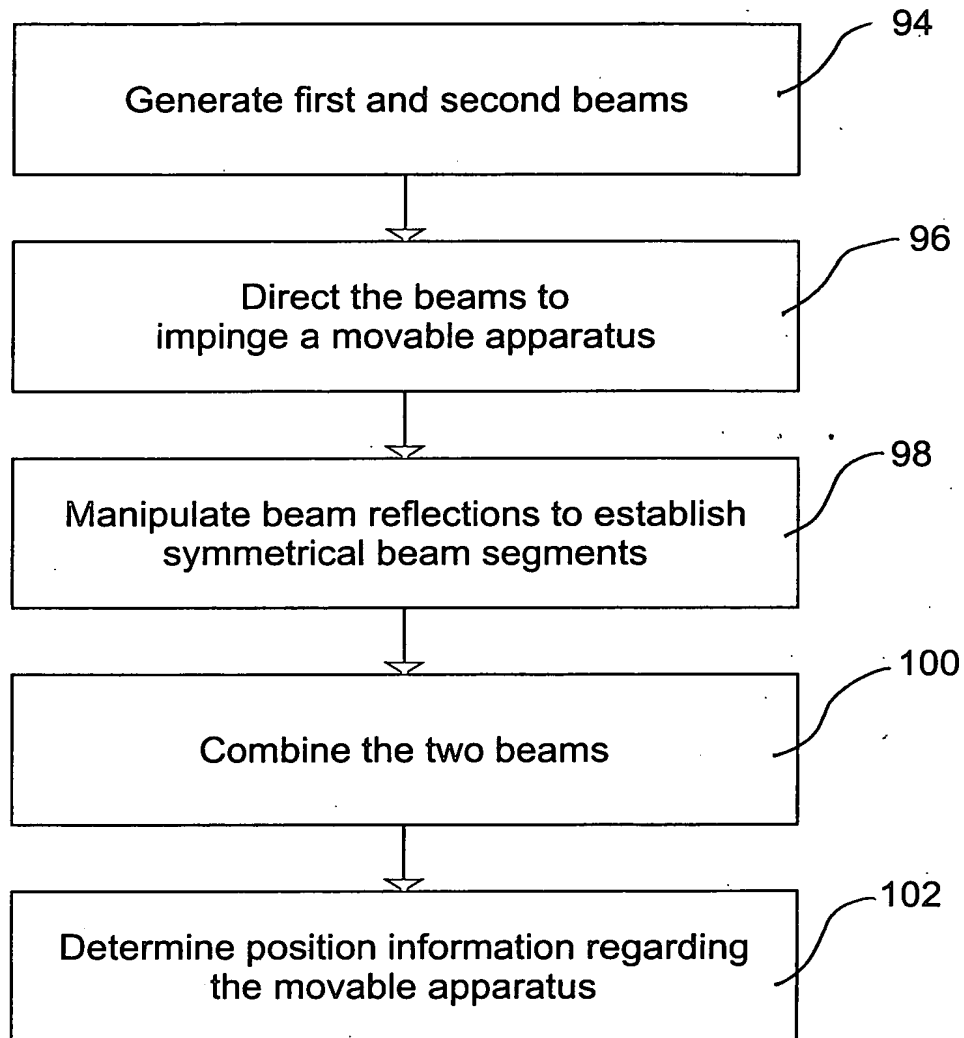 94
Generate first and second beams
96
Direct the beams to
impinge a movable apparatus
98
Manipulate beam reflections to establish
symmetrical beam segments
100
Combine the two beams
102
Determine position information regarding
the movable apparatus